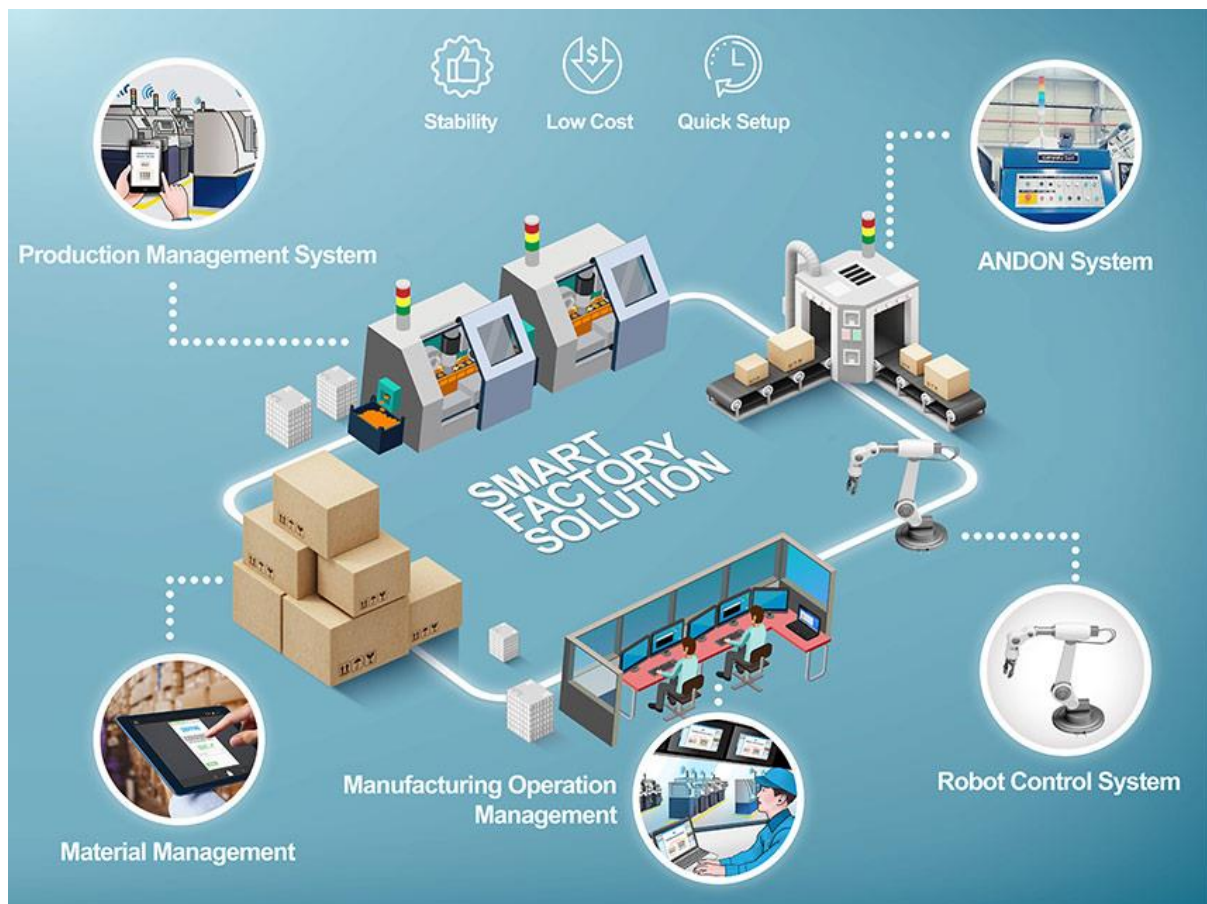 Stability
Low Cost
Quick Setup
Production Management System
ANDON System
SMART
FACTORY
SOLUTION
Material Management
Manufacturing Operation
Management
Robot Control System